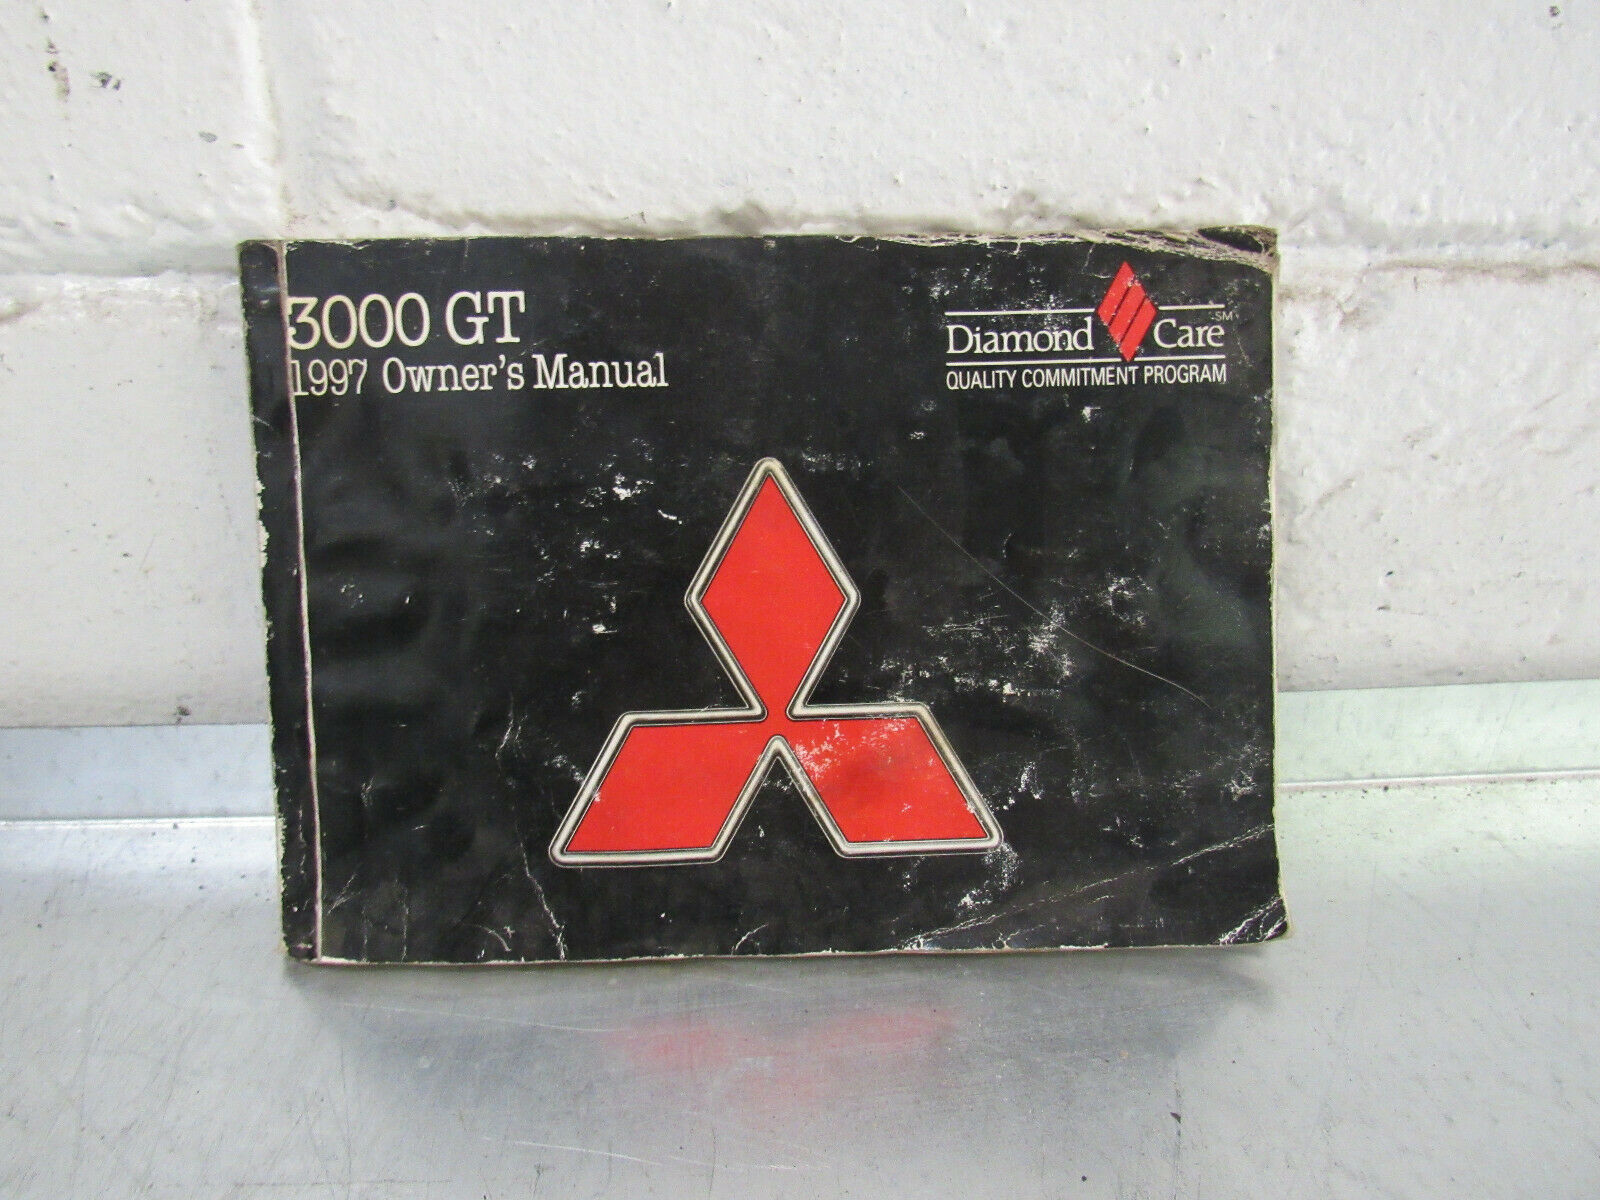 3000 GT
1997 Owner's Manual
Diamond Care SM
QUALITY COMMITMENT PROGRAM